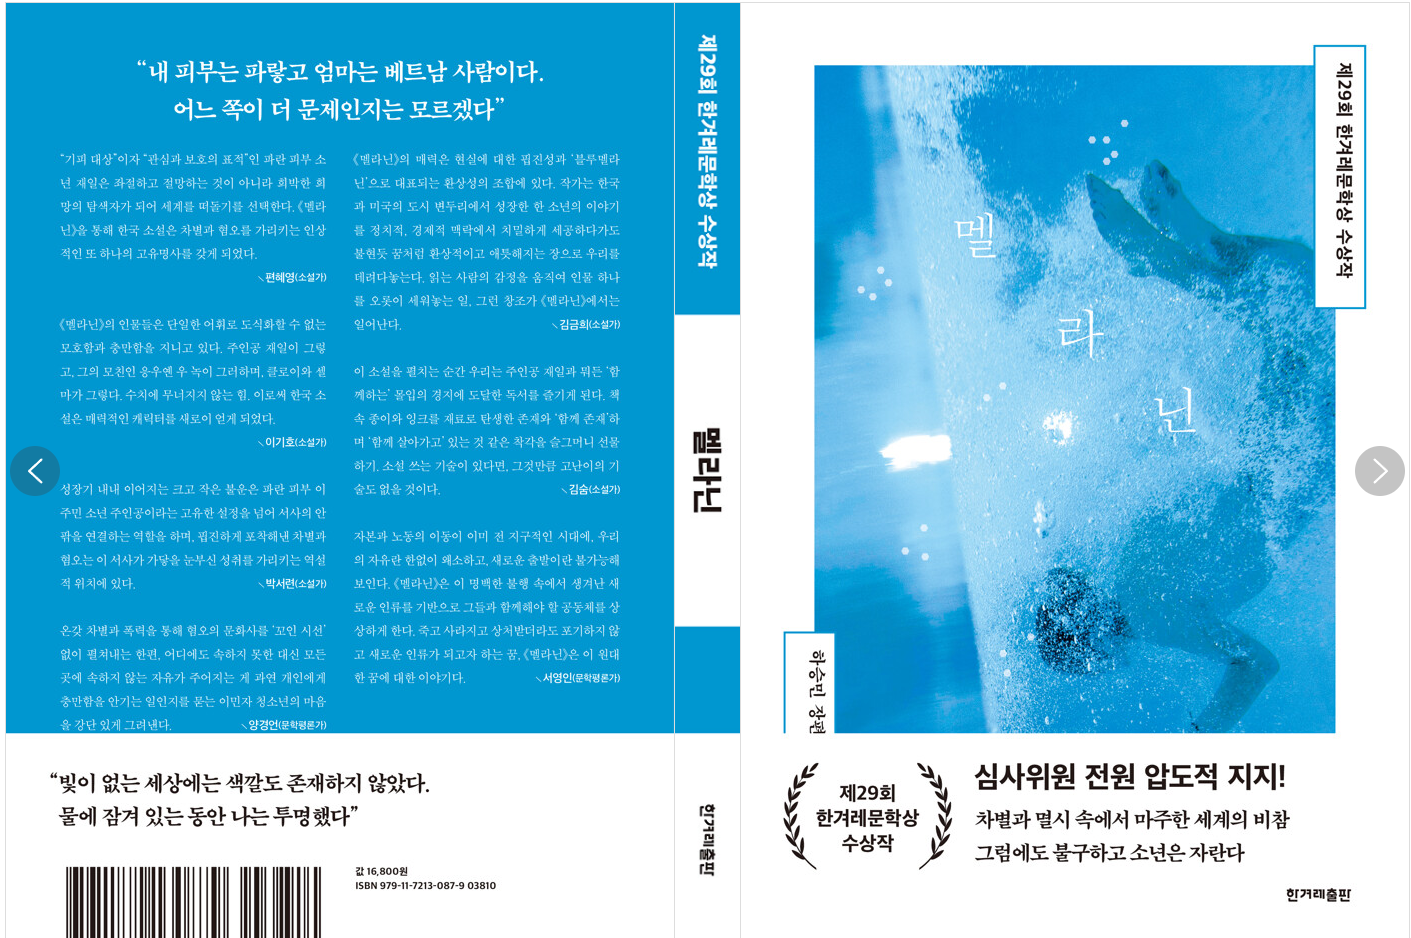 “내 피부는 파랗고 엄마는 베트남 사람이다.
어느 쪽이 더 문제인지는 모르겠다”
“기피 대상”이자 “관심과 보호의 표적”인 파란 피부 소
년 재일은 좌절하고 절망하는 것이 아니라 희박한 희
망의 탐색자가 되어 세계를 떠돌기를 선택한다. 《멜라
닌》을 통해 한국 소설은 차별과 혐오를 가리키는 인상
적인 또 하나의 고유명사를 갖게 되었다.
편혜영(소설가)
《멜라닌》의 인물들은 단일한 어휘로 도식화할 수 없는
모호함과 충만함을 지니고 있다. 주인공 재일이 그렇
고, 그의 모친인 응우옌 우 녹이 그러하며, 클로이와 셀
마가 그렇다. 수치에 무너지지 않는 힘. 이로써 한국 소
설은 매력적인 캐릭터를 새로이 얻게 되었다.
이기호(소설가)
성장기 내내 이어지는 크고 작은 불운은 파란 피부 이
주민 소년 주인공이라는 고유한 설정을 넘어 서사의 안
팎을 연결하는 역할을 하며, 핍진하게 포착해낸 차별과
혐오는 이 서사가 가닿을 눈부신 성취를 가리키는 역설
적 위치에 있다. 박서련(소설가)
온갖 차별과 폭력을 통해 혐오의 문화사를 ‘꼬인 시선’
없이 펼쳐내는 한편, 어디에도 속하지 못한 대신 모든
곳에 속하지 않는 자유가 주어지는 게 과연 개인에게
충만함을 안기는 일인지를 묻는 이민자 청소년의 마음
을 강단 있게 그려낸다. 양경언(문학평론가)
《멜라닌》의 매력은 현실에 대한 핍진성과 ‘블루멜라
닌’으로 대표되는 환상성의 조합에 있다. 작가는 한국
과 미국의 도시 변두리에서 성장한 한 소년의 이야기
를 정치적, 경제적 맥락에서 치밀하게 세공하다가도
불현듯 꿈처럼 환상적이고 애틋해지는 장으로 우리를
데려다놓는다. 읽는 사람의 감정을 움직여 인물 하나
를 오롯이 세워놓는 일, 그런 창조가 《멜라닌》에서는
일어난다. 김금희(소설가)
이 소설을 펼치는 순간 우리는 주인공 재일과 뭐든 ‘함
께하는’ 몰입의 경지에 도달한 독서를 즐기게 된다. 책
속 종이와 잉크를 재료로 탄생한 존재와 ‘함께 존재’하
며 ‘함께 살아가고’ 있는 것 같은 착각을 슬그머니 선물
하기. 소설 쓰는 기술이 있다면, 그것만큼 고난이의 기
술도 없을 것이다. 김숨(소설가)
자본과 노동의 이동이 이미 전 지구적인 시대에, 우리
의 자유란 한없이 왜소하고, 새로운 출발이란 불가능해
보인다. 《멜라닌》은 이 명백한 불행 속에서 생겨난 새
로운 인류를 기반으로 그들과 함께해야 할 공동체를 상
상하게 한다. 죽고 사라지고 상처받더라도 포기하지 않
고 새로운 인류가 되고자 하는 꿈, 《멜라닌》은 이 원대
한 꿈에 대한 이야기다. 서영인(문학평론가)
“빛이 없는 세상에는 색깔도 존재하지 않았다.
물에 잠겨 있는 동안 나는 투명했다”
값 16,800원
ISBN 979-11-7213-087-9 03810
제29회 한겨레문학상 수상작
멜라닌
한겨레출판
제29회 한겨레문학상 수상작
멜
라
닌
하승민 장편
제29회
한겨레문학상
수상작
심사위원 전원 압도적 지지!
차별과 멸시 속에서 마주한 세계의 비참
그럼에도 불구하고 소년은 자란다
한겨레출판